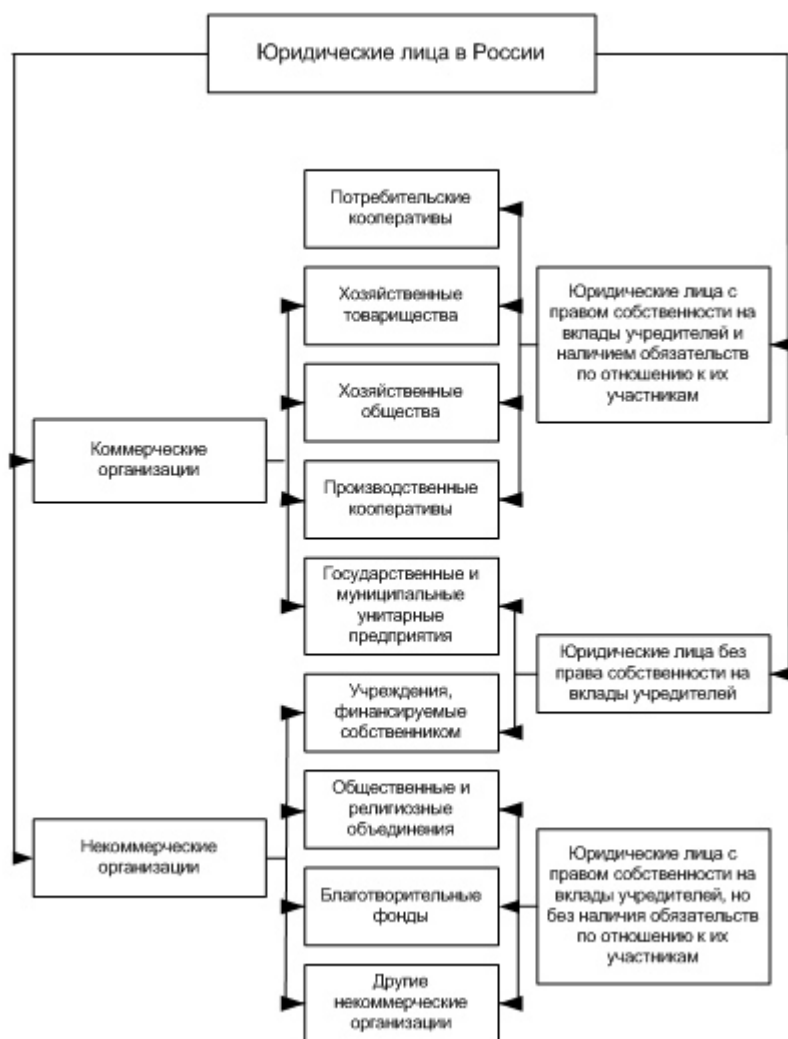 Юридические лица в России
Потребительские
кооперативы
Хозяйственные
товарищества
Юридические лица с
правом собственности на
вклады учредителей и
наличием обязательств
по отношению к их
участникам
Хозяйственные
общества
Коммерческие
организации
Производственные
кооперативы
Государственные и
муниципальные
унитарные
предприятия
Юридические лица без
права собственности на
вклады учредителей
Учреждения,
финансируемые
собственником
Общественные и
религиозные
объединения
Некоммерческие
организации
Юридические лица с
правом собственности на
вклады учредителей, но
без наличия обязательств
по отношению к их
участникам
Благотворительные
фонды
Другие
некоммерческие
организации